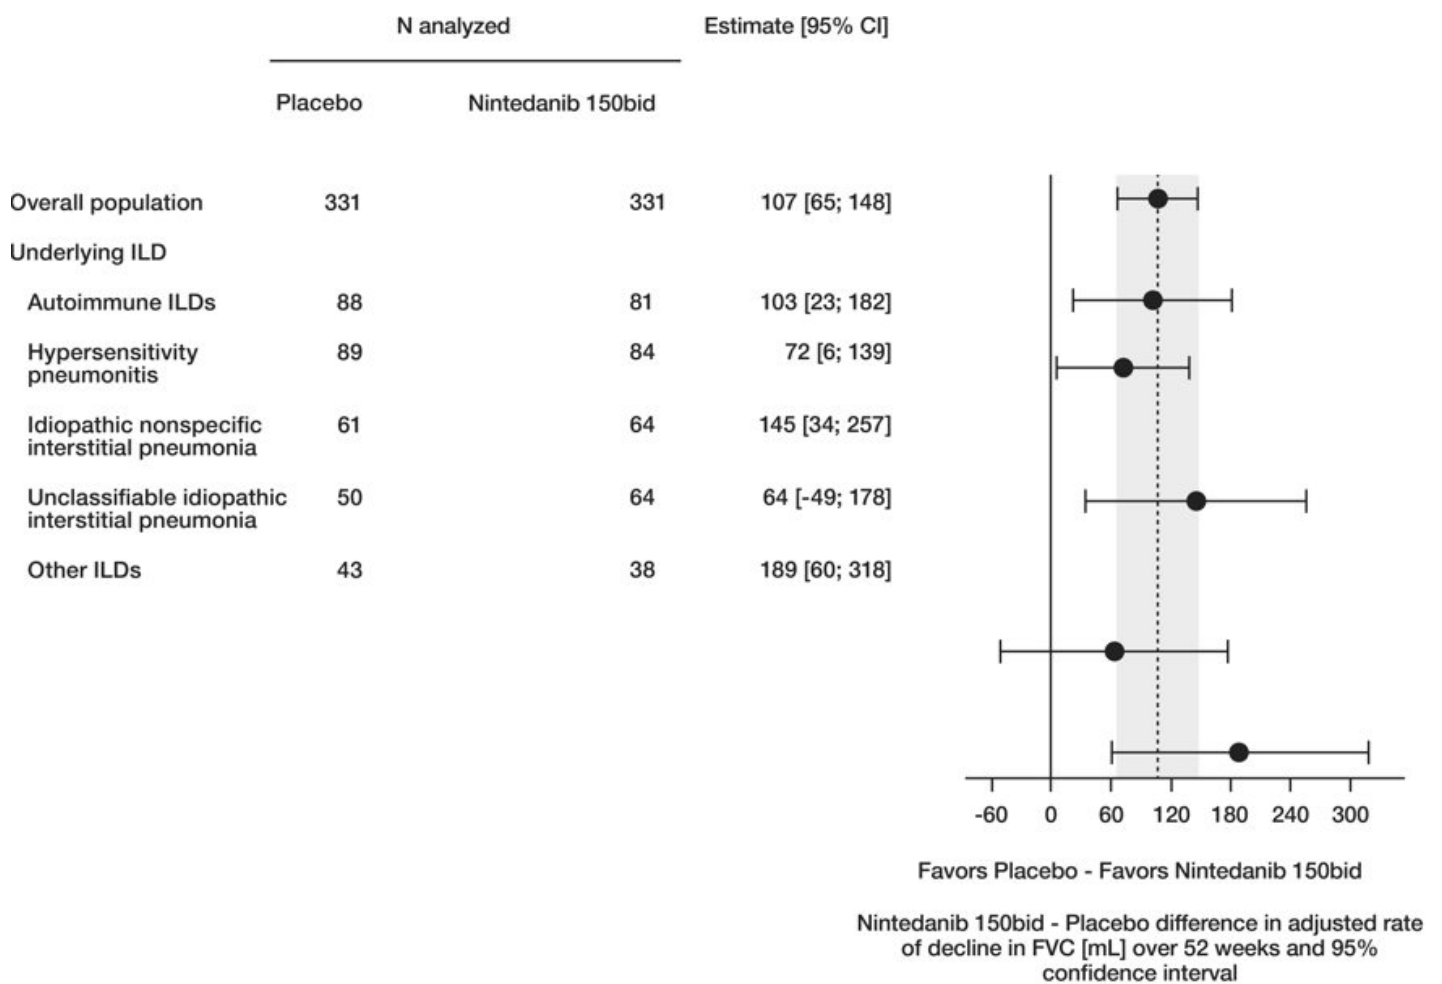 N analyzed Estimate [95% CI]
Placebo Nintedanib 150bid
Overall population 331 331 107 [65; 148]
Underlying ILD
Autoimmune ILDs 88 81 103 [23; 182]
Hypersensitivity 89 84 72 [6; 139]
pneumonitis
Idiopathic nonspecific 61 64 145 [34; 257]
interstitial pneumonia
Unclassifiable idiopathic 50 64 64 [-49; 178]
interstitial pneumonia
Other ILDs 43 38 189 [60; 318]
-60 0 60 120 180 240 300
Favors Placebo - Favors Nintedanib 150bid
Nintedanib 150bid - Placebo difference in adjusted rate
of decline in FVC [mL] over 52 weeks and 95%
confidence interval